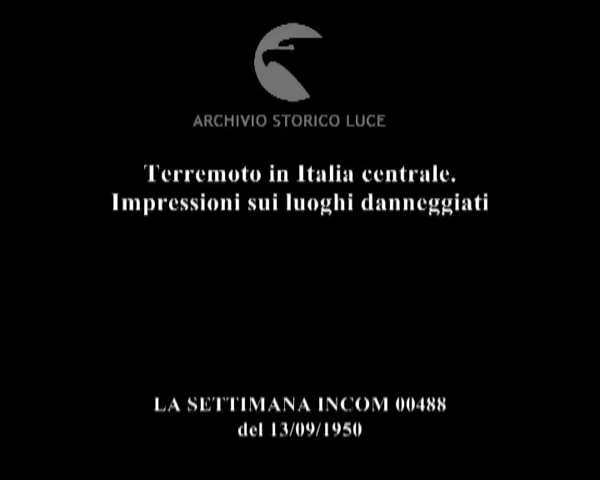 ARCHIVIO STORICO LUCE
Terremoto in Italia centrale.
Impressioni sui luoghi danneggiati
LA SETTIMANA INCOM 00488
del 13/09/1950